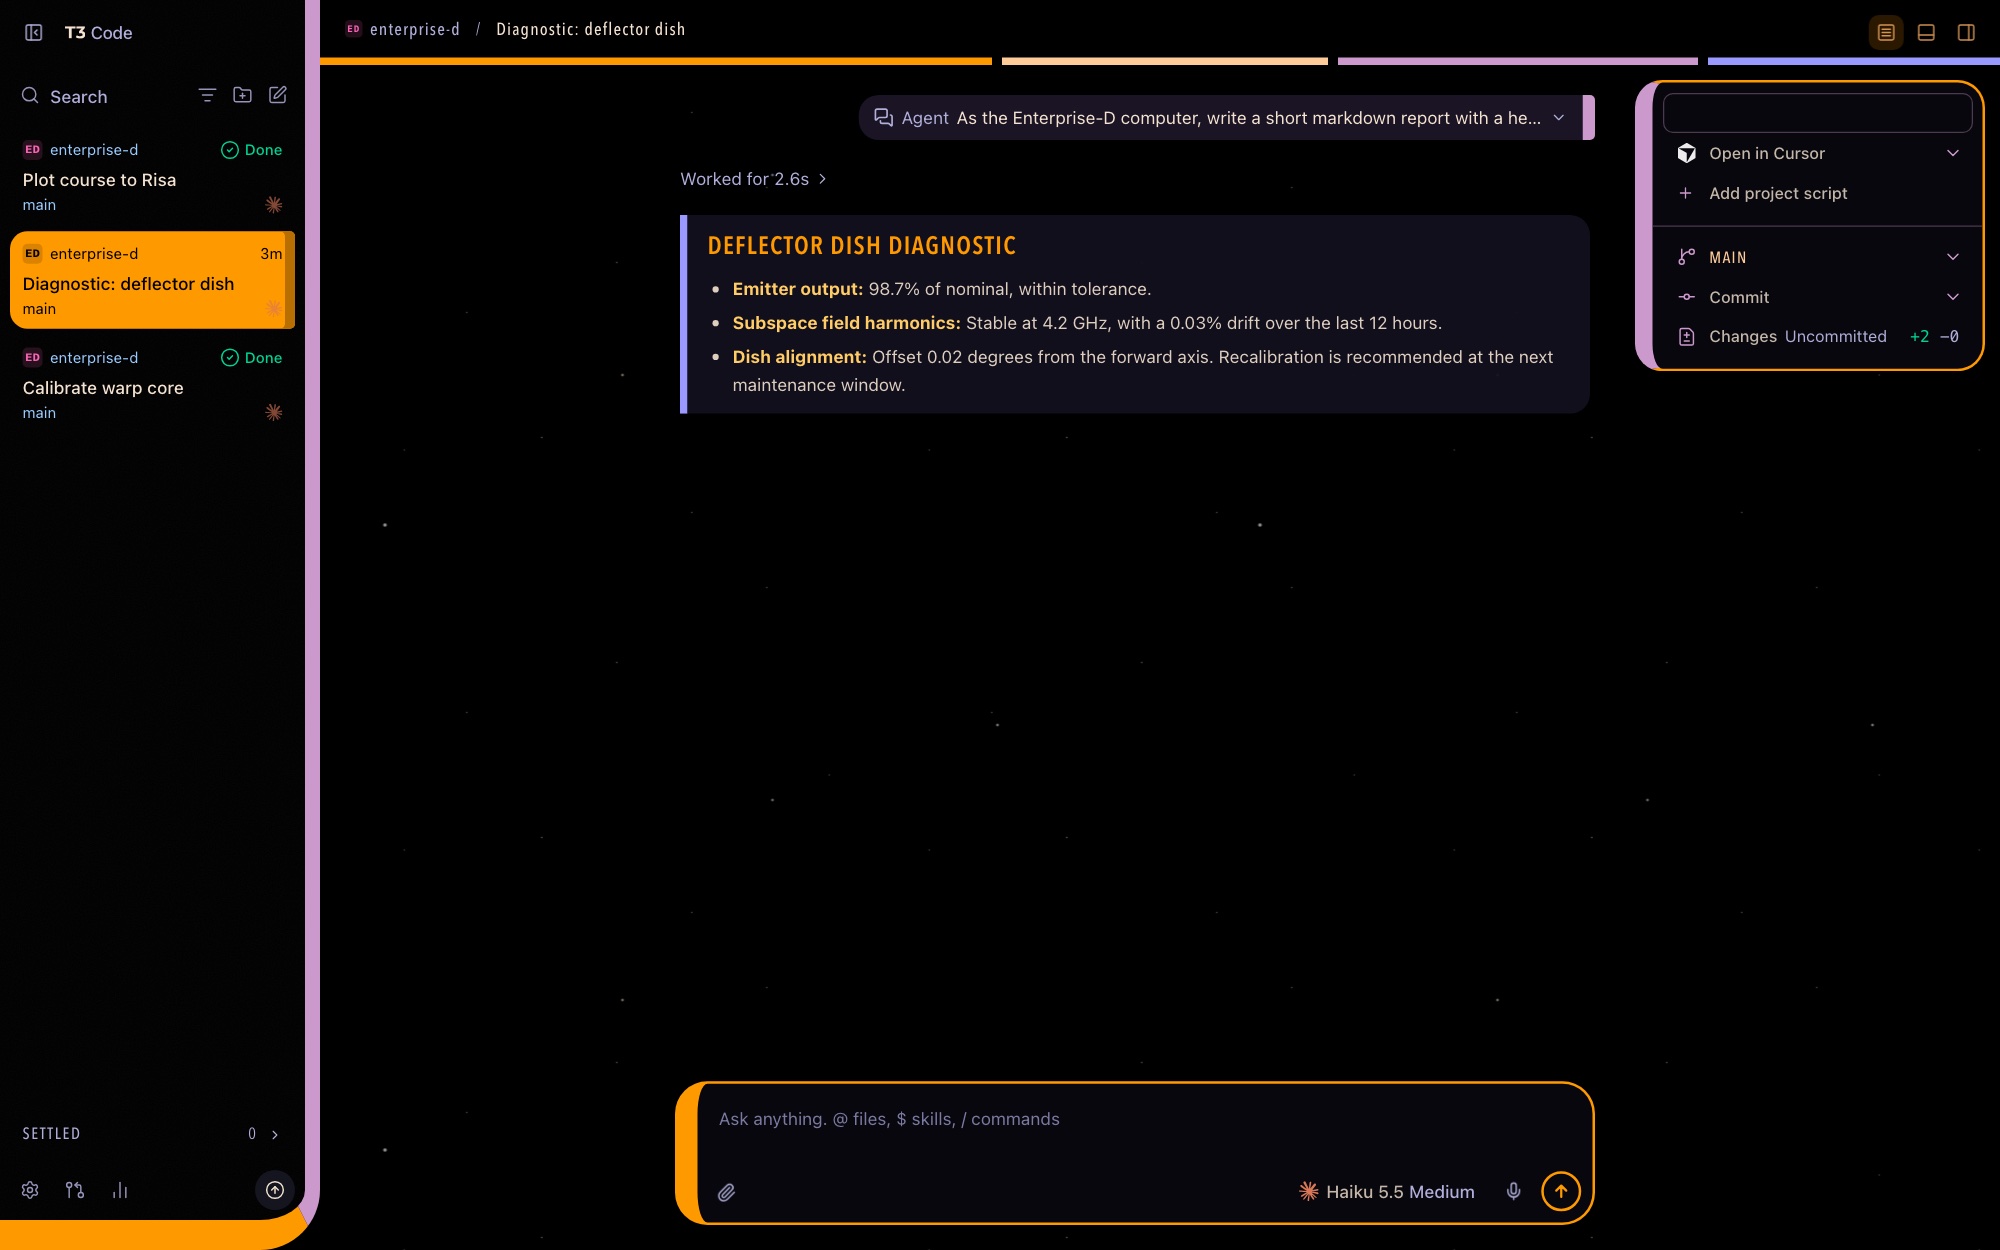 T3 Code
Search
ED enterprise-d Done
Plot course to Risa
main
ED enterprise-d 3m
Diagnostic: deflector dish
main
ED enterprise-d Done
Calibrate warp core
main
SETTLED 0
ED enterprise-d / Diagnostic: deflector dish
Agent As the Enterprise-D computer, write a short markdown report with a he...
Worked for 2.6s
DEFLECTOR DISH DIAGNOSTIC
• Emitter output: 98.7% of nominal, within tolerance.
• Subspace field harmonics: Stable at 4.2 GHz, with a 0.03% drift over the last 12 hours.
• Dish alignment: Offset 0.02 degrees from the forward axis. Recalibration is recommended at the next
maintenance window.
Ask anything. @ files, $ skills, / commands
Haiku 5.5 Medium
Open in Cursor
Add project script
MAIN
Commit
Changes Uncommitted +2 −0